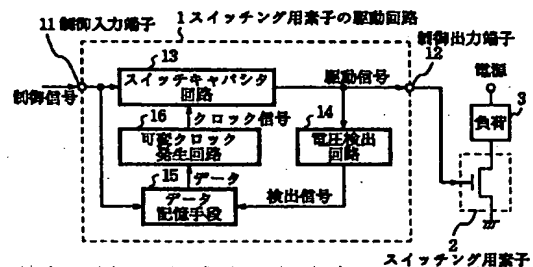 1スイッチング用素子の駆動回路
11制御入力端子
制御信号
13
スイッチキャパシタ
回路
駆動信号
制御出力端子
12
電源
3
負荷
16
クロック信号
14
可変クロック
発生回路
電圧検出
回路
15
データ
検出信号
データ
記憶手段
2
スイッチング用素子